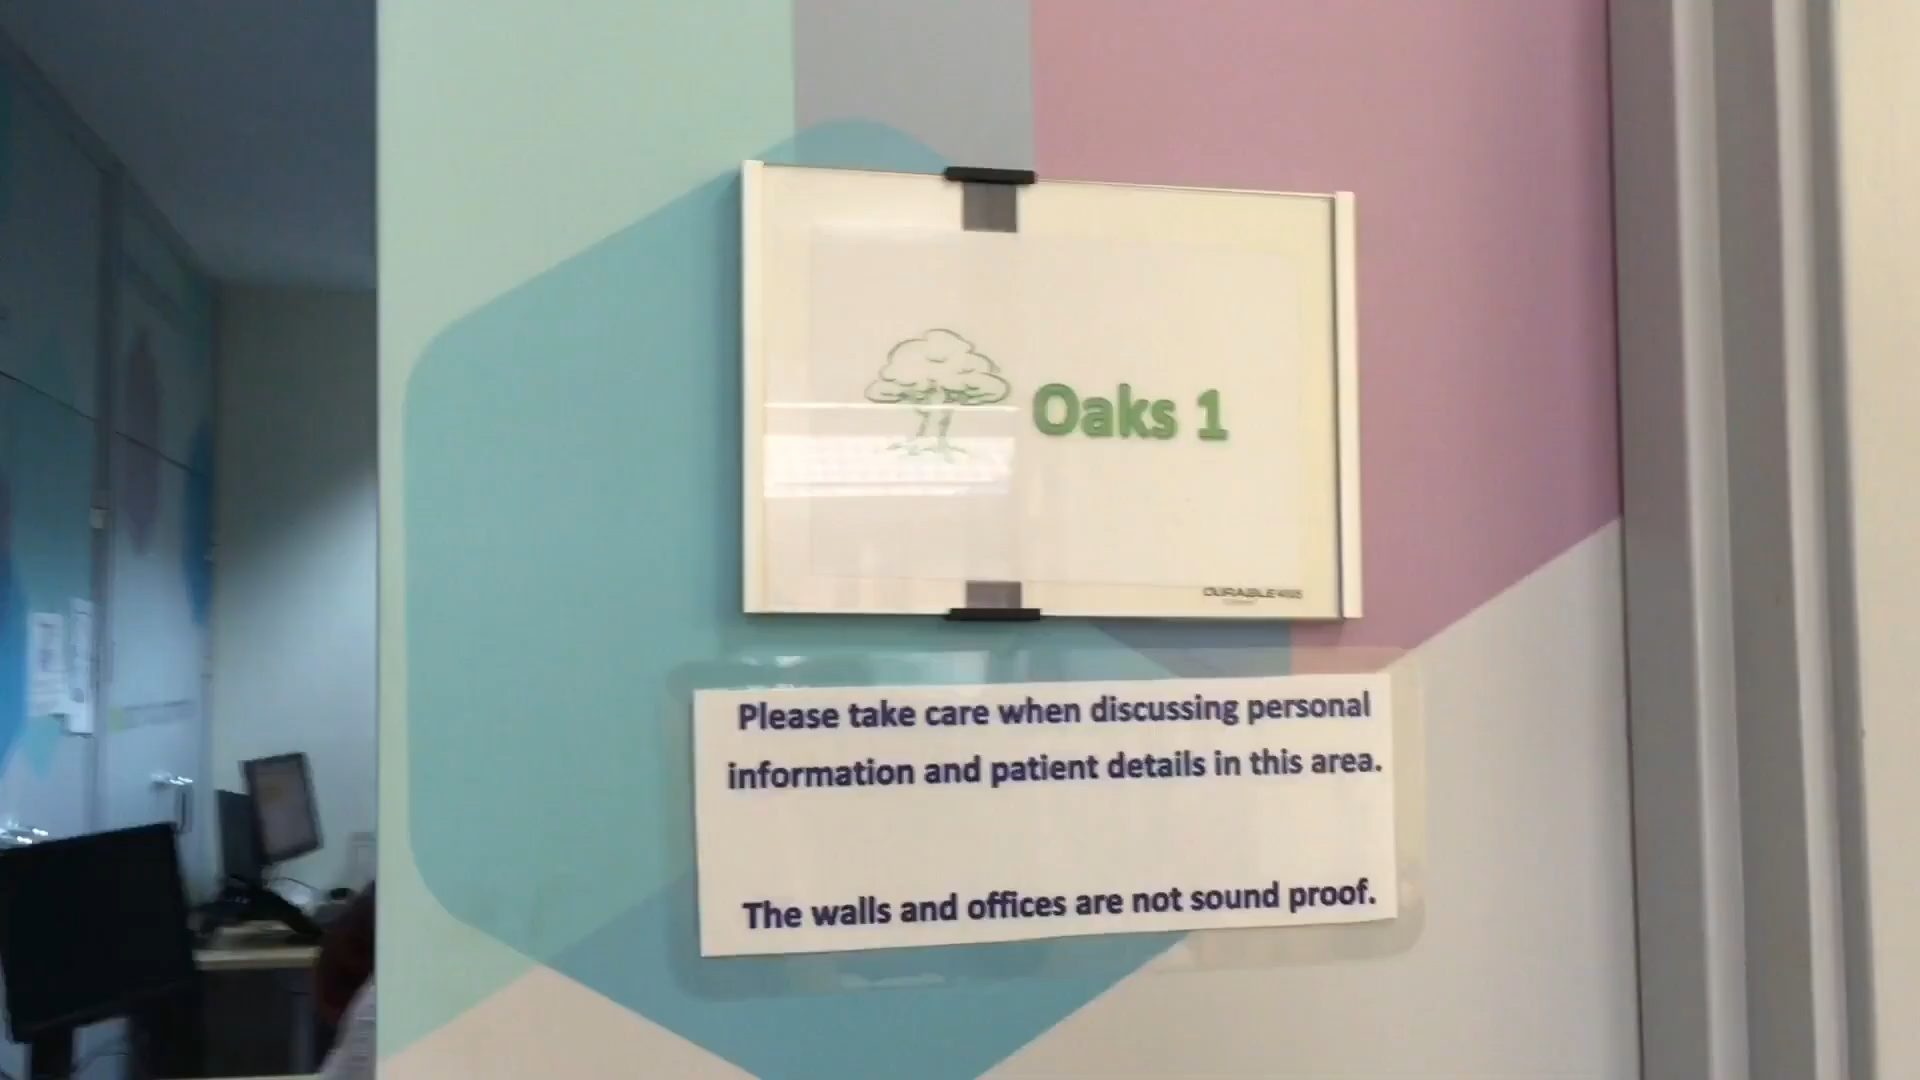 Oaks 1
DURABLE
Please take care when discussing personal
information and patient details in this area.
The walls and offices are not sound proof.